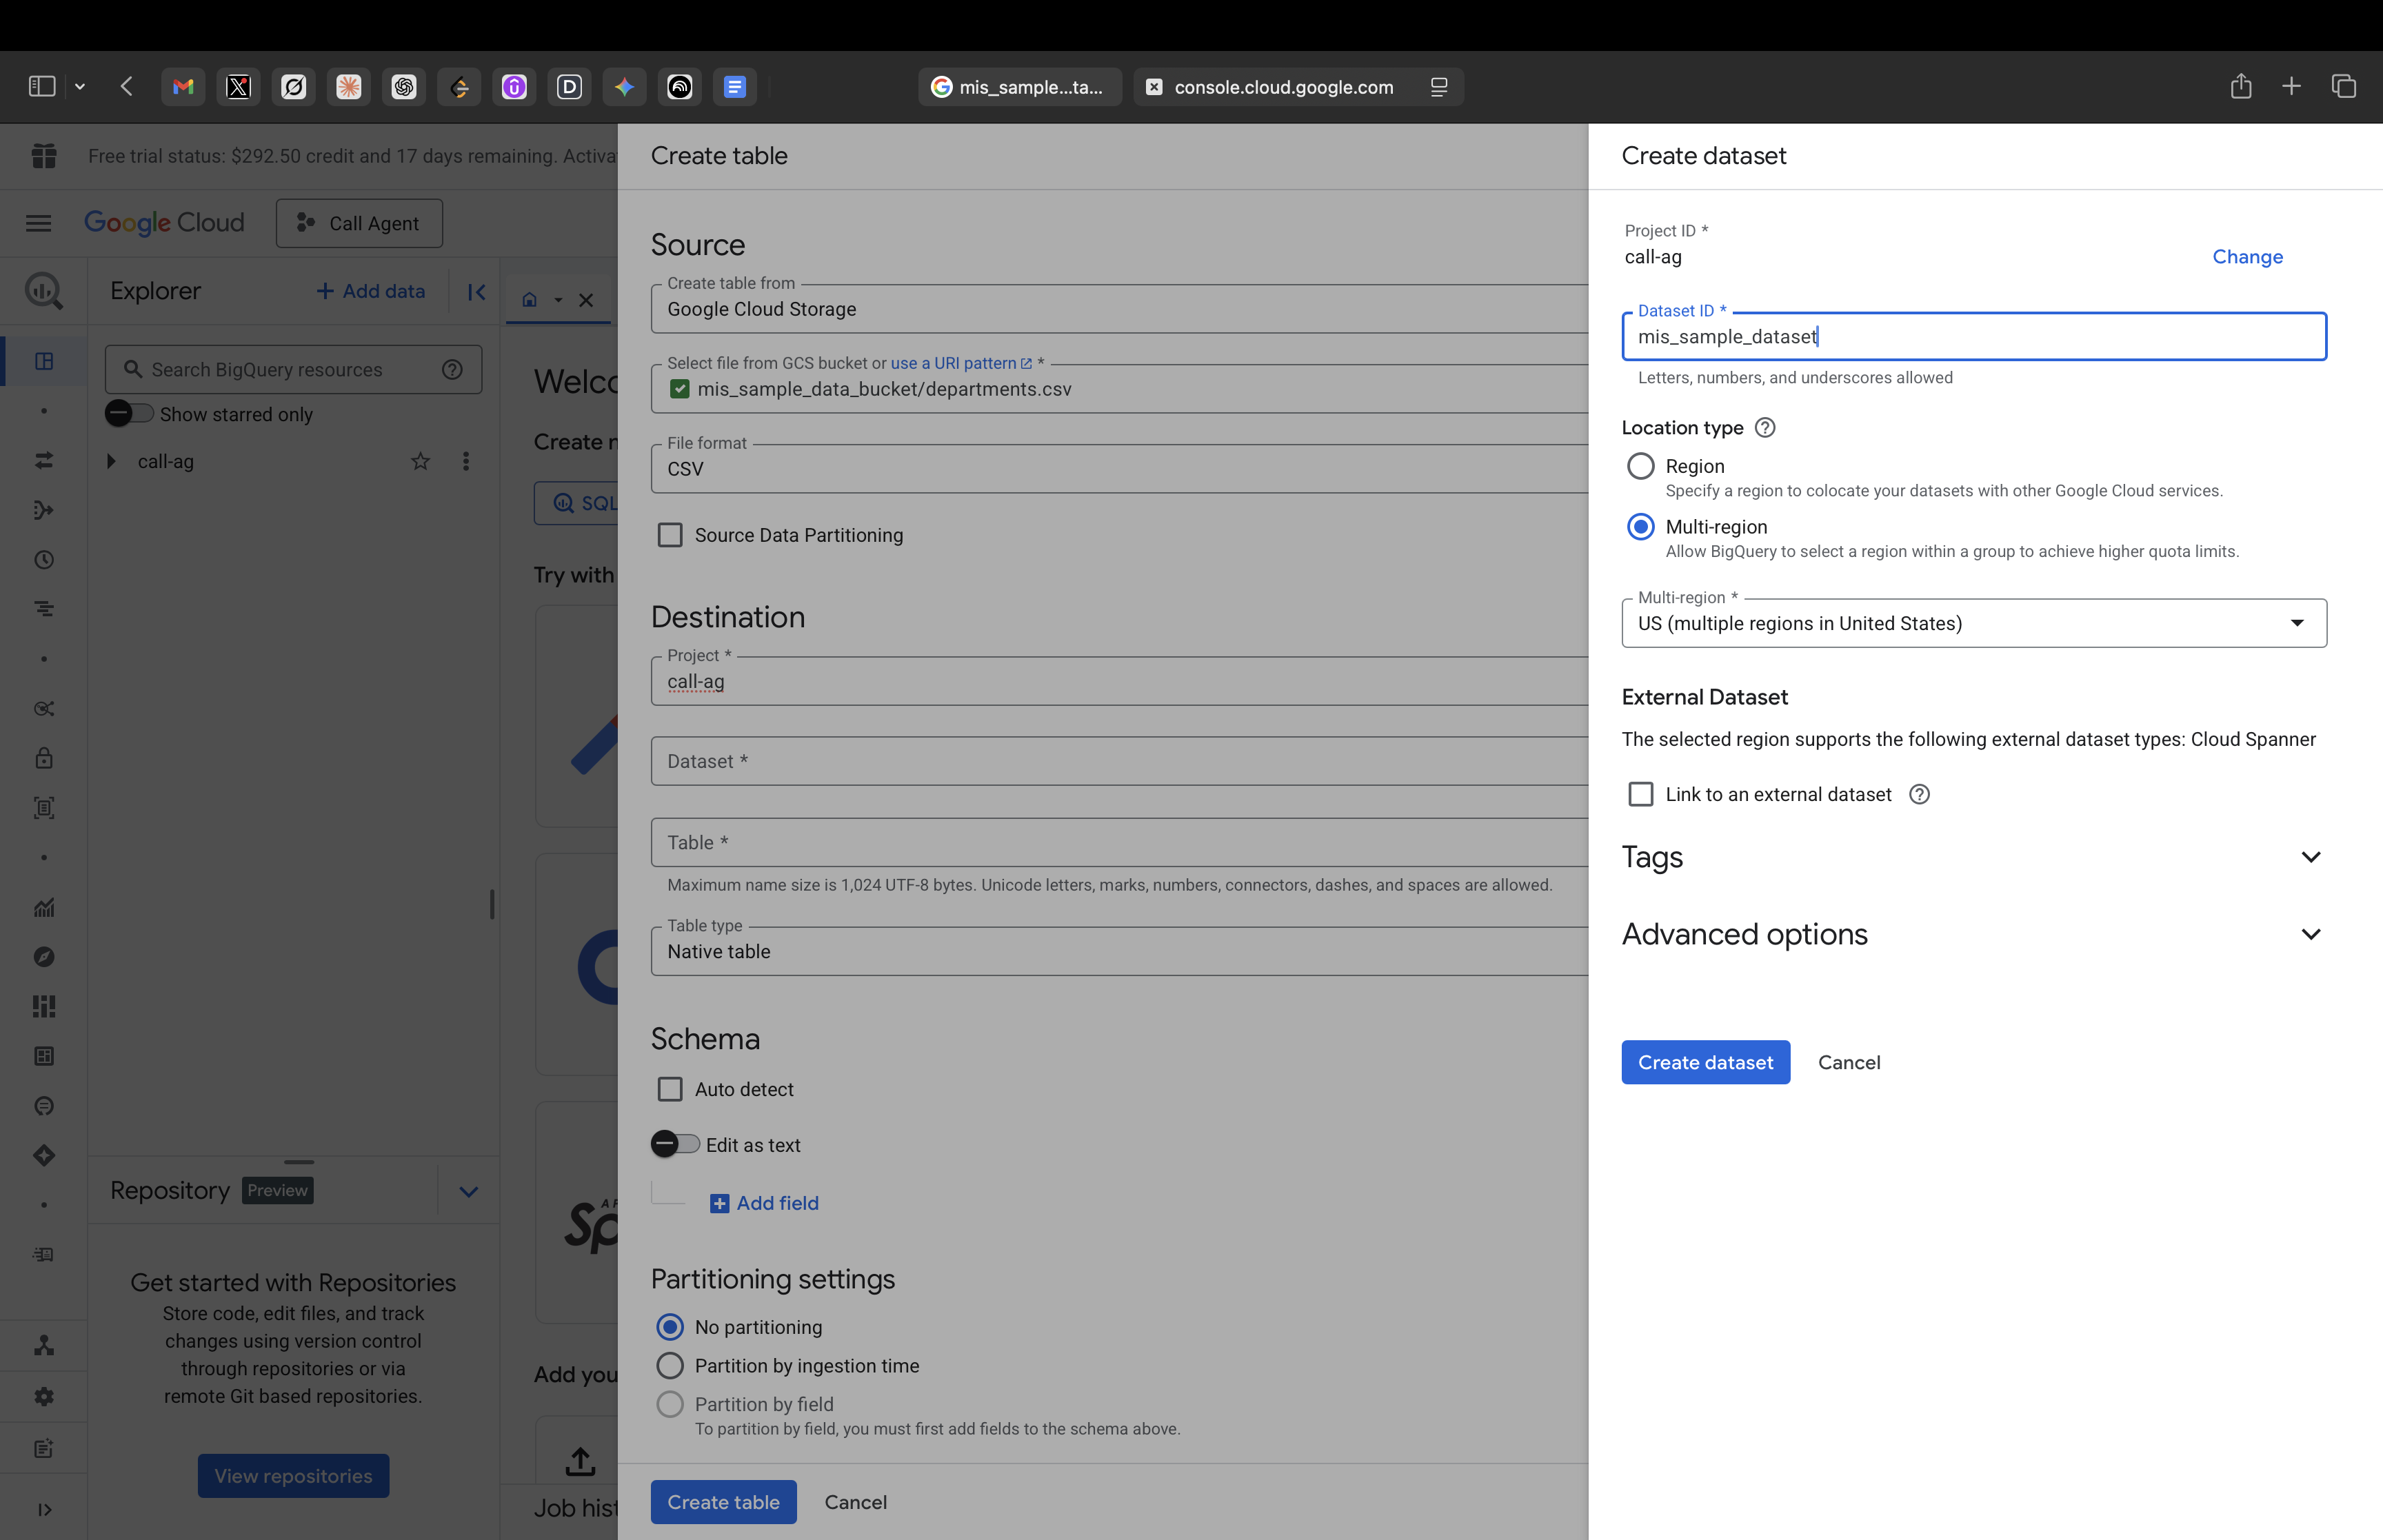 mis_sample...ta...
console.cloud.google.com
Free trial status: $292.50 credit and 17 days remaining. Activa
Google Cloud
Call Agent
Explorer
Add data
Search BigQuery resources
Show starred only
call-ag
Repository
Preview
Get started with Repositories
Store code, edit files, and track
changes using version control
through repositories or via
remote Git based repositories.
View repositories
Welco
Create n
SQL
Try with
Add you
Job hist
Create table
Source
Create table from
Google Cloud Storage
Select file from GCS bucket or use a URI pattern *
mis_sample_data_bucket/departments.csv
File format
CSV
Source Data Partitioning
Destination
Project *
call-ag
Dataset *
Table *
Maximum name size is 1,024 UTF-8 bytes. Unicode letters, marks, numbers, connectors, dashes, and spaces are allowed.
Table type
Native table
Schema
Auto detect
Edit as text
Add field
Partitioning settings
No partitioning
Partition by ingestion time
Partition by field
To partition by field, you must first add fields to the schema above.
Create table
Cancel
Create dataset
Project ID *
call-ag
Change
Dataset ID *
mis_sample_dataset
Letters, numbers, and underscores allowed
Location type
Region
Specify a region to colocate your datasets with other Google Cloud services.
Multi-region
Allow BigQuery to select a region within a group to achieve higher quota limits.
Multi-region *
US (multiple regions in United States)
External Dataset
The selected region supports the following external dataset types: Cloud Spanner
Link to an external dataset
Tags
Advanced options
Create dataset
Cancel